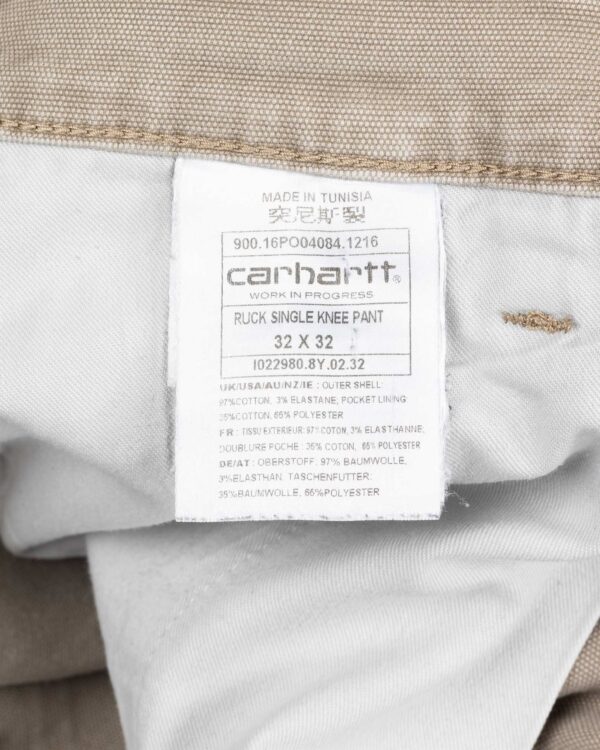 MADE IN TUNISIA
突尼斯製
900.16PO04084.1216
carhartt®
WORK IN PROGRESS
RUCK SINGLE KNEE PANT
32 X 32
I022980.8Y.02.32
UK/USA/AU/NZ/IE : OUTER SHELL
97%COTTON, 3% ELASTANE, POCKET LINING
35%COTTON, 65% POLYESTER
FR : TISSU EXTERIEUR: 97% COTON, 3% ELASTHANNE,
DOUBLURE POCHE : 35% COTON, 65% POLYESTER
DE/AT : OBERSTOFF: 97% BAUMWOLLE,
3%ELASTHAN. TASCHENFUTTER:
35%BAUMWOLLE, 65%POLYESTER